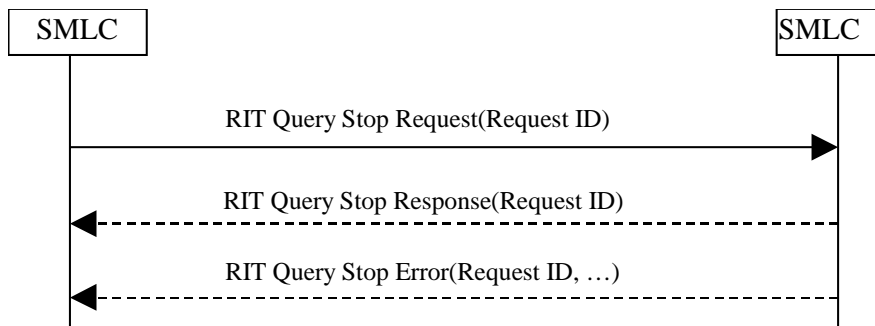 SMLC
SMLC
RIT Query Stop Request(Request ID)
RIT Query Stop Response(Request ID)
RIT Query Stop Error(Request ID, …)